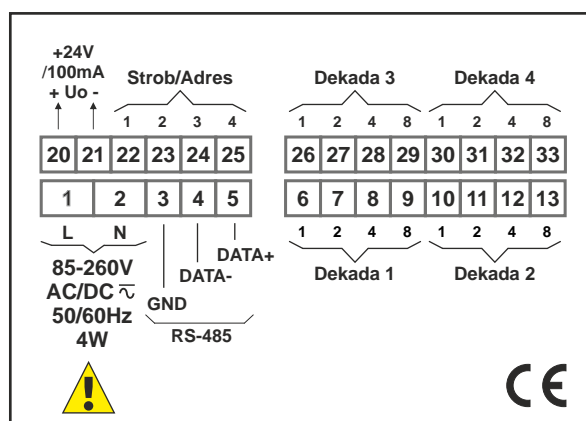 +24V
/100mA
+ Uo -
Strob/Adres
Dekada 3
Dekada 4
1 2 3 4
1 2 4 8
1 2 4 8
20 21 22 23 24 25
26 27 28 29 30 31 32 33
1 2 3 4 5
6 7 8 9 10 11 12 13
L N
1 2 4 8
1 2 4 8
DATA+
DATA-
GND
RS-485
Dekada 1
Dekada 2
85-260V
AC/DC ⎓
50/60Hz
4W
!
CE